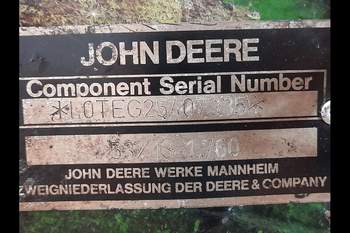 JOHN DEERE
Component Serial Number
JOHN DEERE WERKE MANNHEIM
ZWEIGNIEDERLASSUNG DER DEERE & COMPANY